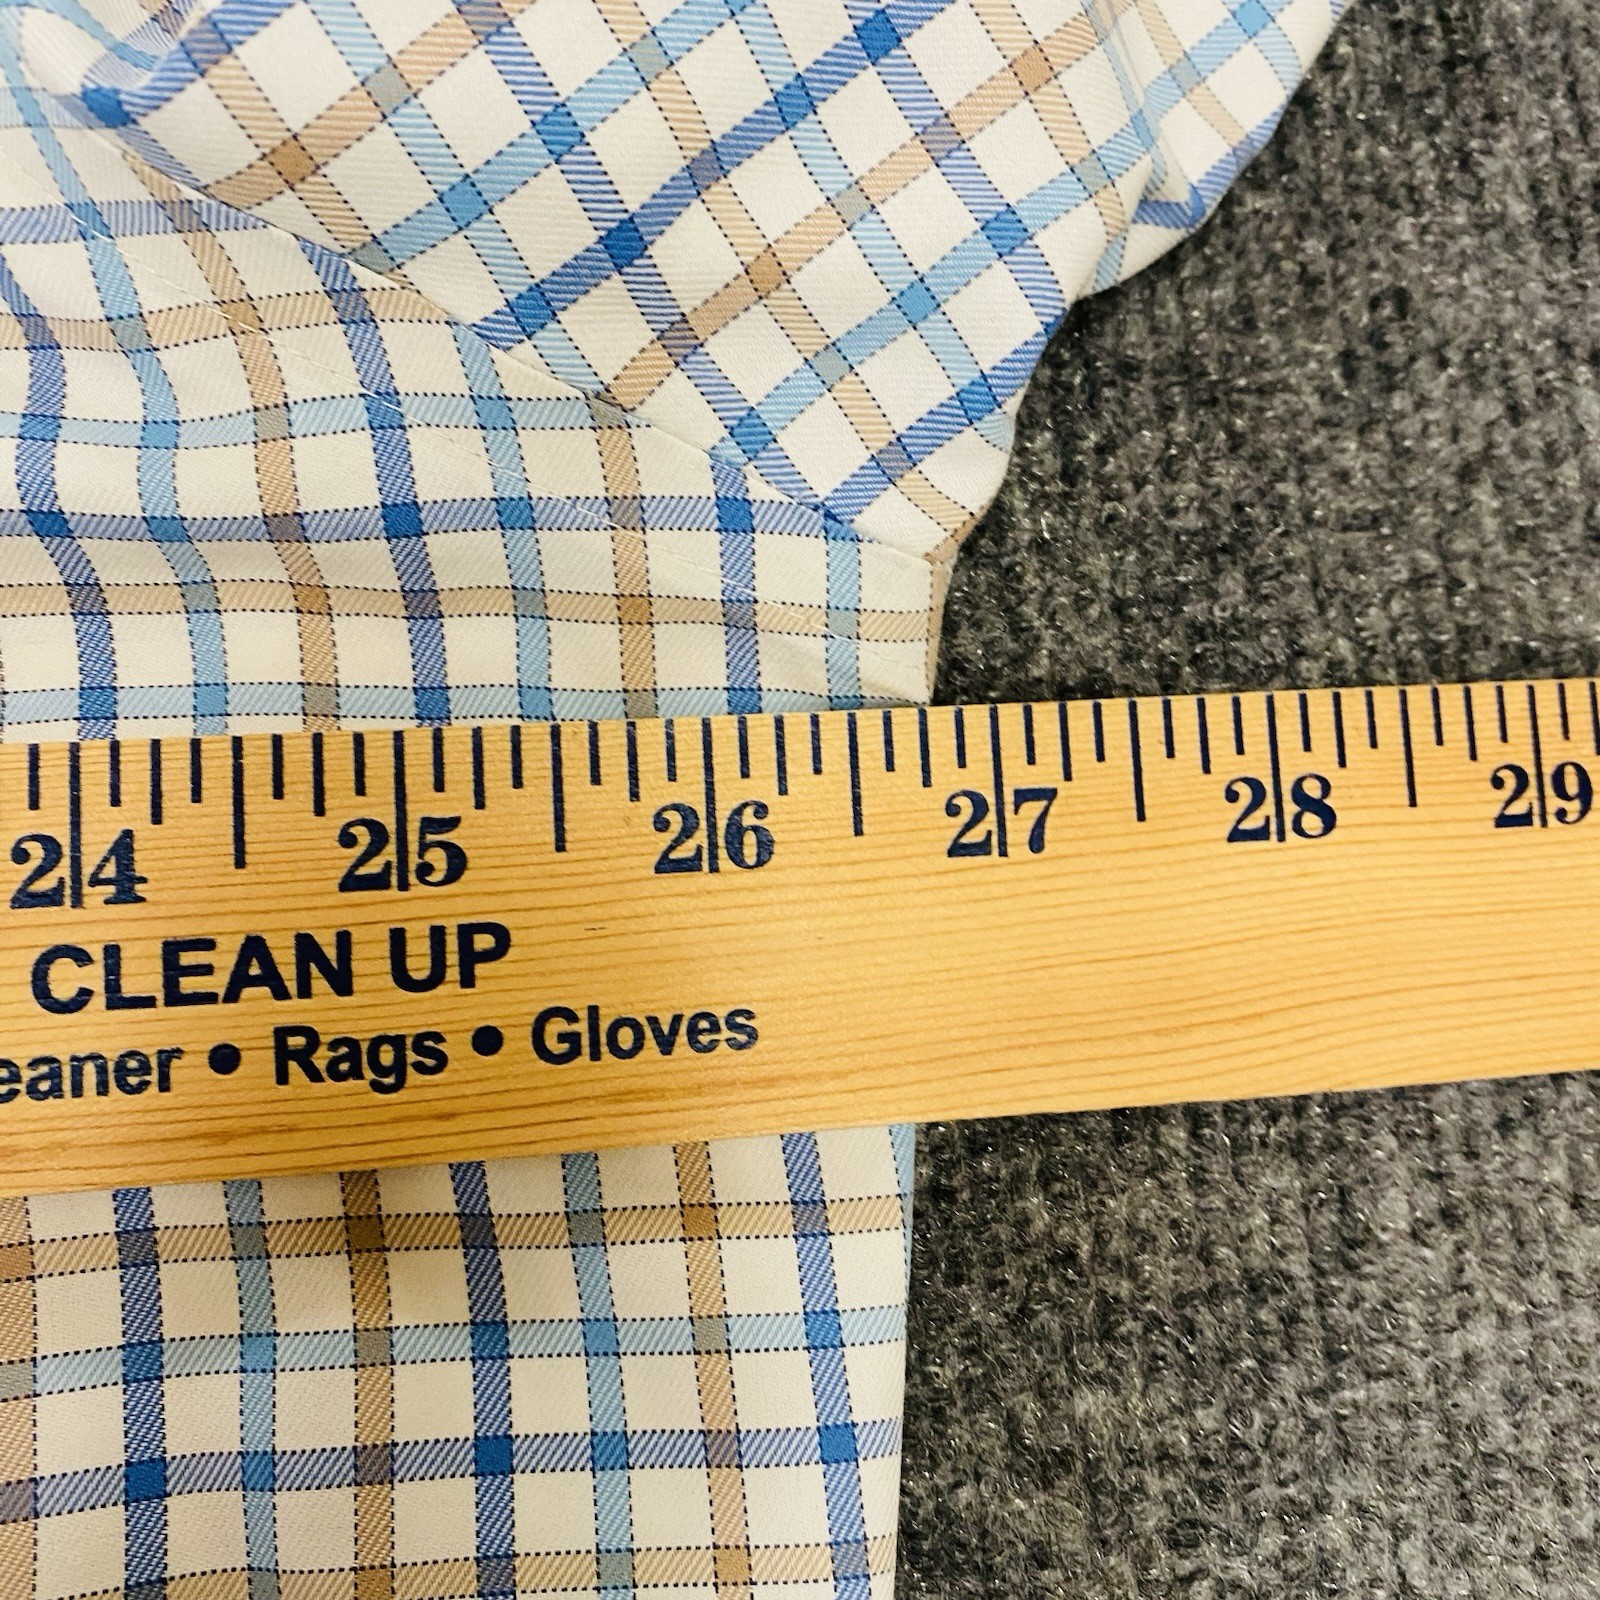 24 25 26 27 28 29
CLEAN UP
eaner • Rags • Gloves